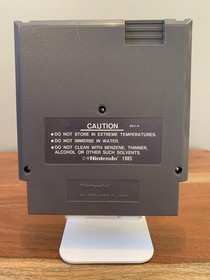 CAUTION
● DO NOT STORE IN EXTREME TEMPERATURES.
● DO NOT IMMERSE IN WATER.
● DO NOT CLEAN WITH BENZENE, THINNER,
ALCOHOL OR OTHER SUCH SOLVENTS.
©Nintendo 1985